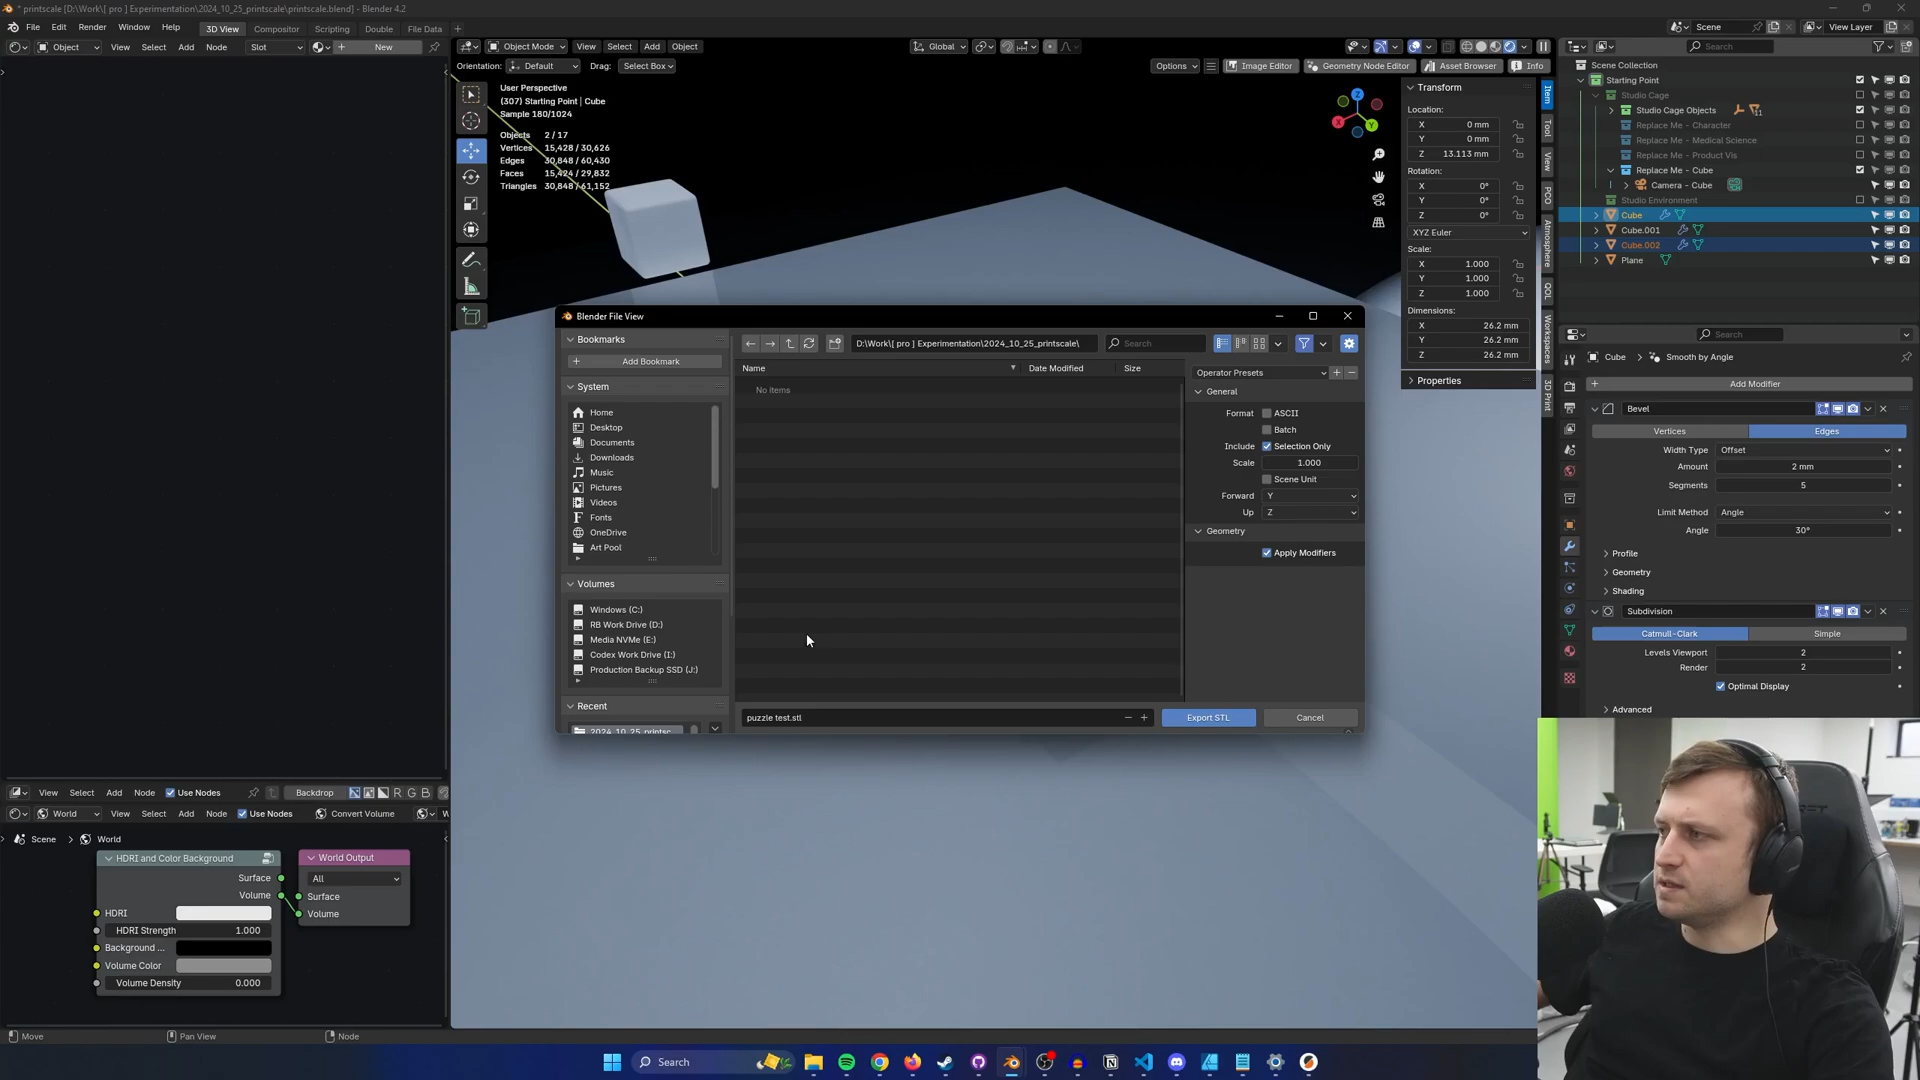 * printscale [D:\Work\[ pro ] Experimentation\2024_10_25_printscale\printscale.blend] - Blender 4.2
File Edit Render Window Help 3D View Compositor Scripting Double File Data Scene View Layer
Object View Select Add Node Slot New
Object Mode View Select Add Object Global Search
Orientation: Default Drag: Select Box Options Image Editor Geometry Node Editor Asset Browser Info
User Perspective
(307) Starting Point | Cube
Sample 180/1024
Objects 2 / 17
Vertices 15,428 / 30,626
Edges 30,848 / 60,430
Faces 15,424 / 29,832
Triangles 30,848 / 61,152
Z
X
Y
Transform
Location:
X 0 mm
Y 0 mm
Z 13.113 mm
Rotation:
X 0°
Y 0°
Z 0°
XYZ Euler
Scale:
X 1.000
Y 1.000
Z 1.000
Dimensions:
X 26.2 mm
Y 26.2 mm
Z 26.2 mm
Properties
Item
Tool
View
PCO
Atmosphere
QOL
Workspaces
3D Print
Scene Collection
Starting Point
Studio Cage
Studio Cage Objects 11
Replace Me - Character
Replace Me - Medical Science
Replace Me - Product Vis
Replace Me - Cube
Camera - Cube
Studio Environment
Cube
Cube.001
Cube.002
Plane
Search
Cube Smooth by Angle
Add Modifier
Bevel
Vertices Edges
Width Type Offset
Amount 2 mm
Segments 5
Limit Method Angle
Angle 30°
Profile
Geometry
Shading
Subdivision
Catmull-Clark Simple
Levels Viewport 2
Render 2
Optimal Display
Advanced
Blender File View
Bookmarks
Add Bookmark
System
Home
Desktop
Documents
Downloads
Music
Pictures
Videos
Fonts
OneDrive
Art Pool
Volumes
Windows (C:)
RB Work Drive (D:)
Media NVMe (E:)
Codex Work Drive (I:)
Production Backup SSD (J:)
Recent
2024_10_25_printsc...
D:\Work\[ pro ] Experimentation\2024_10_25_printscale\ Search
Name Date Modified Size
No items
Operator Presets
General
Format ASCII
Batch
Include Selection Only
Scale 1.000
Scene Unit
Forward Y
Up Z
Geometry
Apply Modifiers
puzzle test.stl Export STL Cancel
View Select Add Node Use Nodes Backdrop R G B
World View Select Add Node Use Nodes Convert Volume W
Scene World
HDRI and Color Background
Surface
Volume
HDRI
HDRI Strength 1.000
Background ...
Volume Color
Volume Density 0.000
World Output
All
Surface
Volume
Move Pan View Node
Search